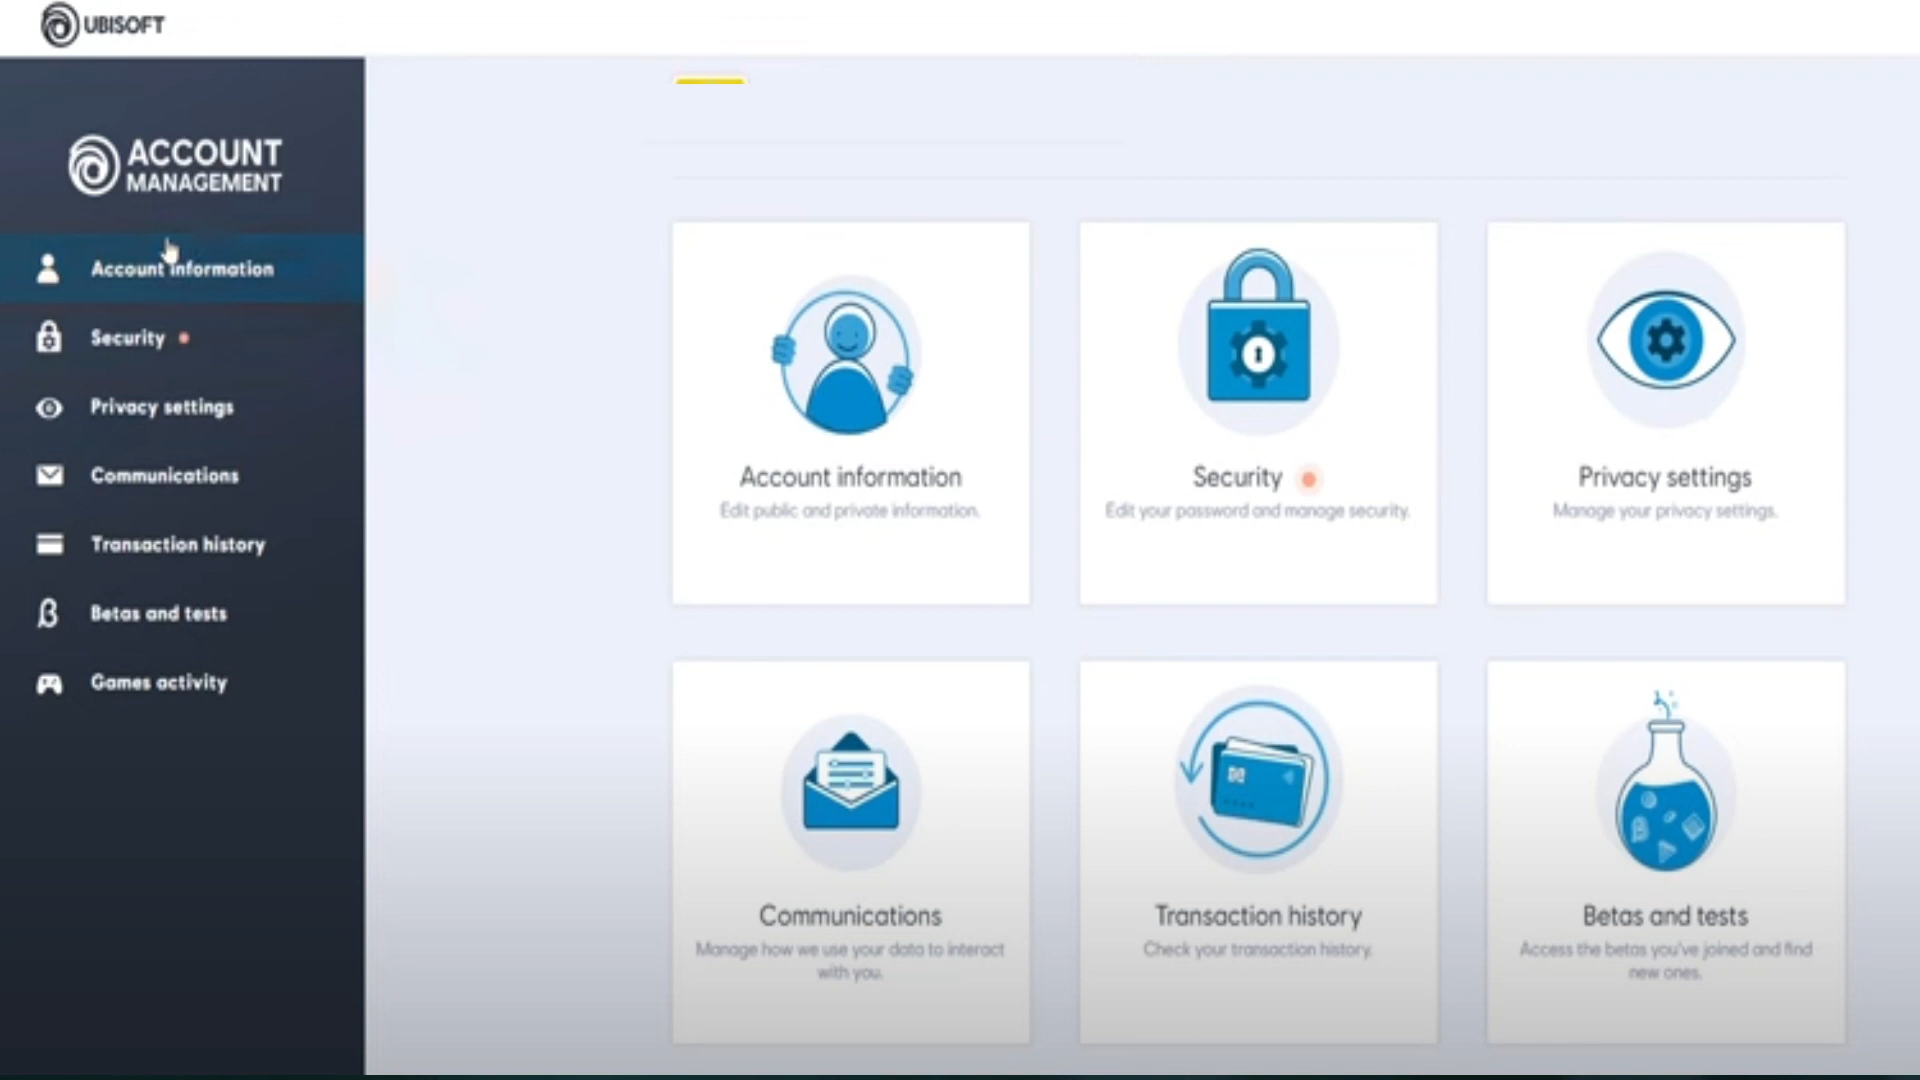 UBISOFT
ACCOUNT
MANAGEMENT
Account information
Security
Privacy settings
Communications
Transaction history
Betas and tests
Games activity
Account information
Edit public and private information.
Security
Edit your password and manage security.
Privacy settings
Manage your privacy settings.
Communications
Manage how we use your data to interact
with you.
Transaction history
Check your transaction history.
Betas and tests
Access the betas you've joined and find
new ones.